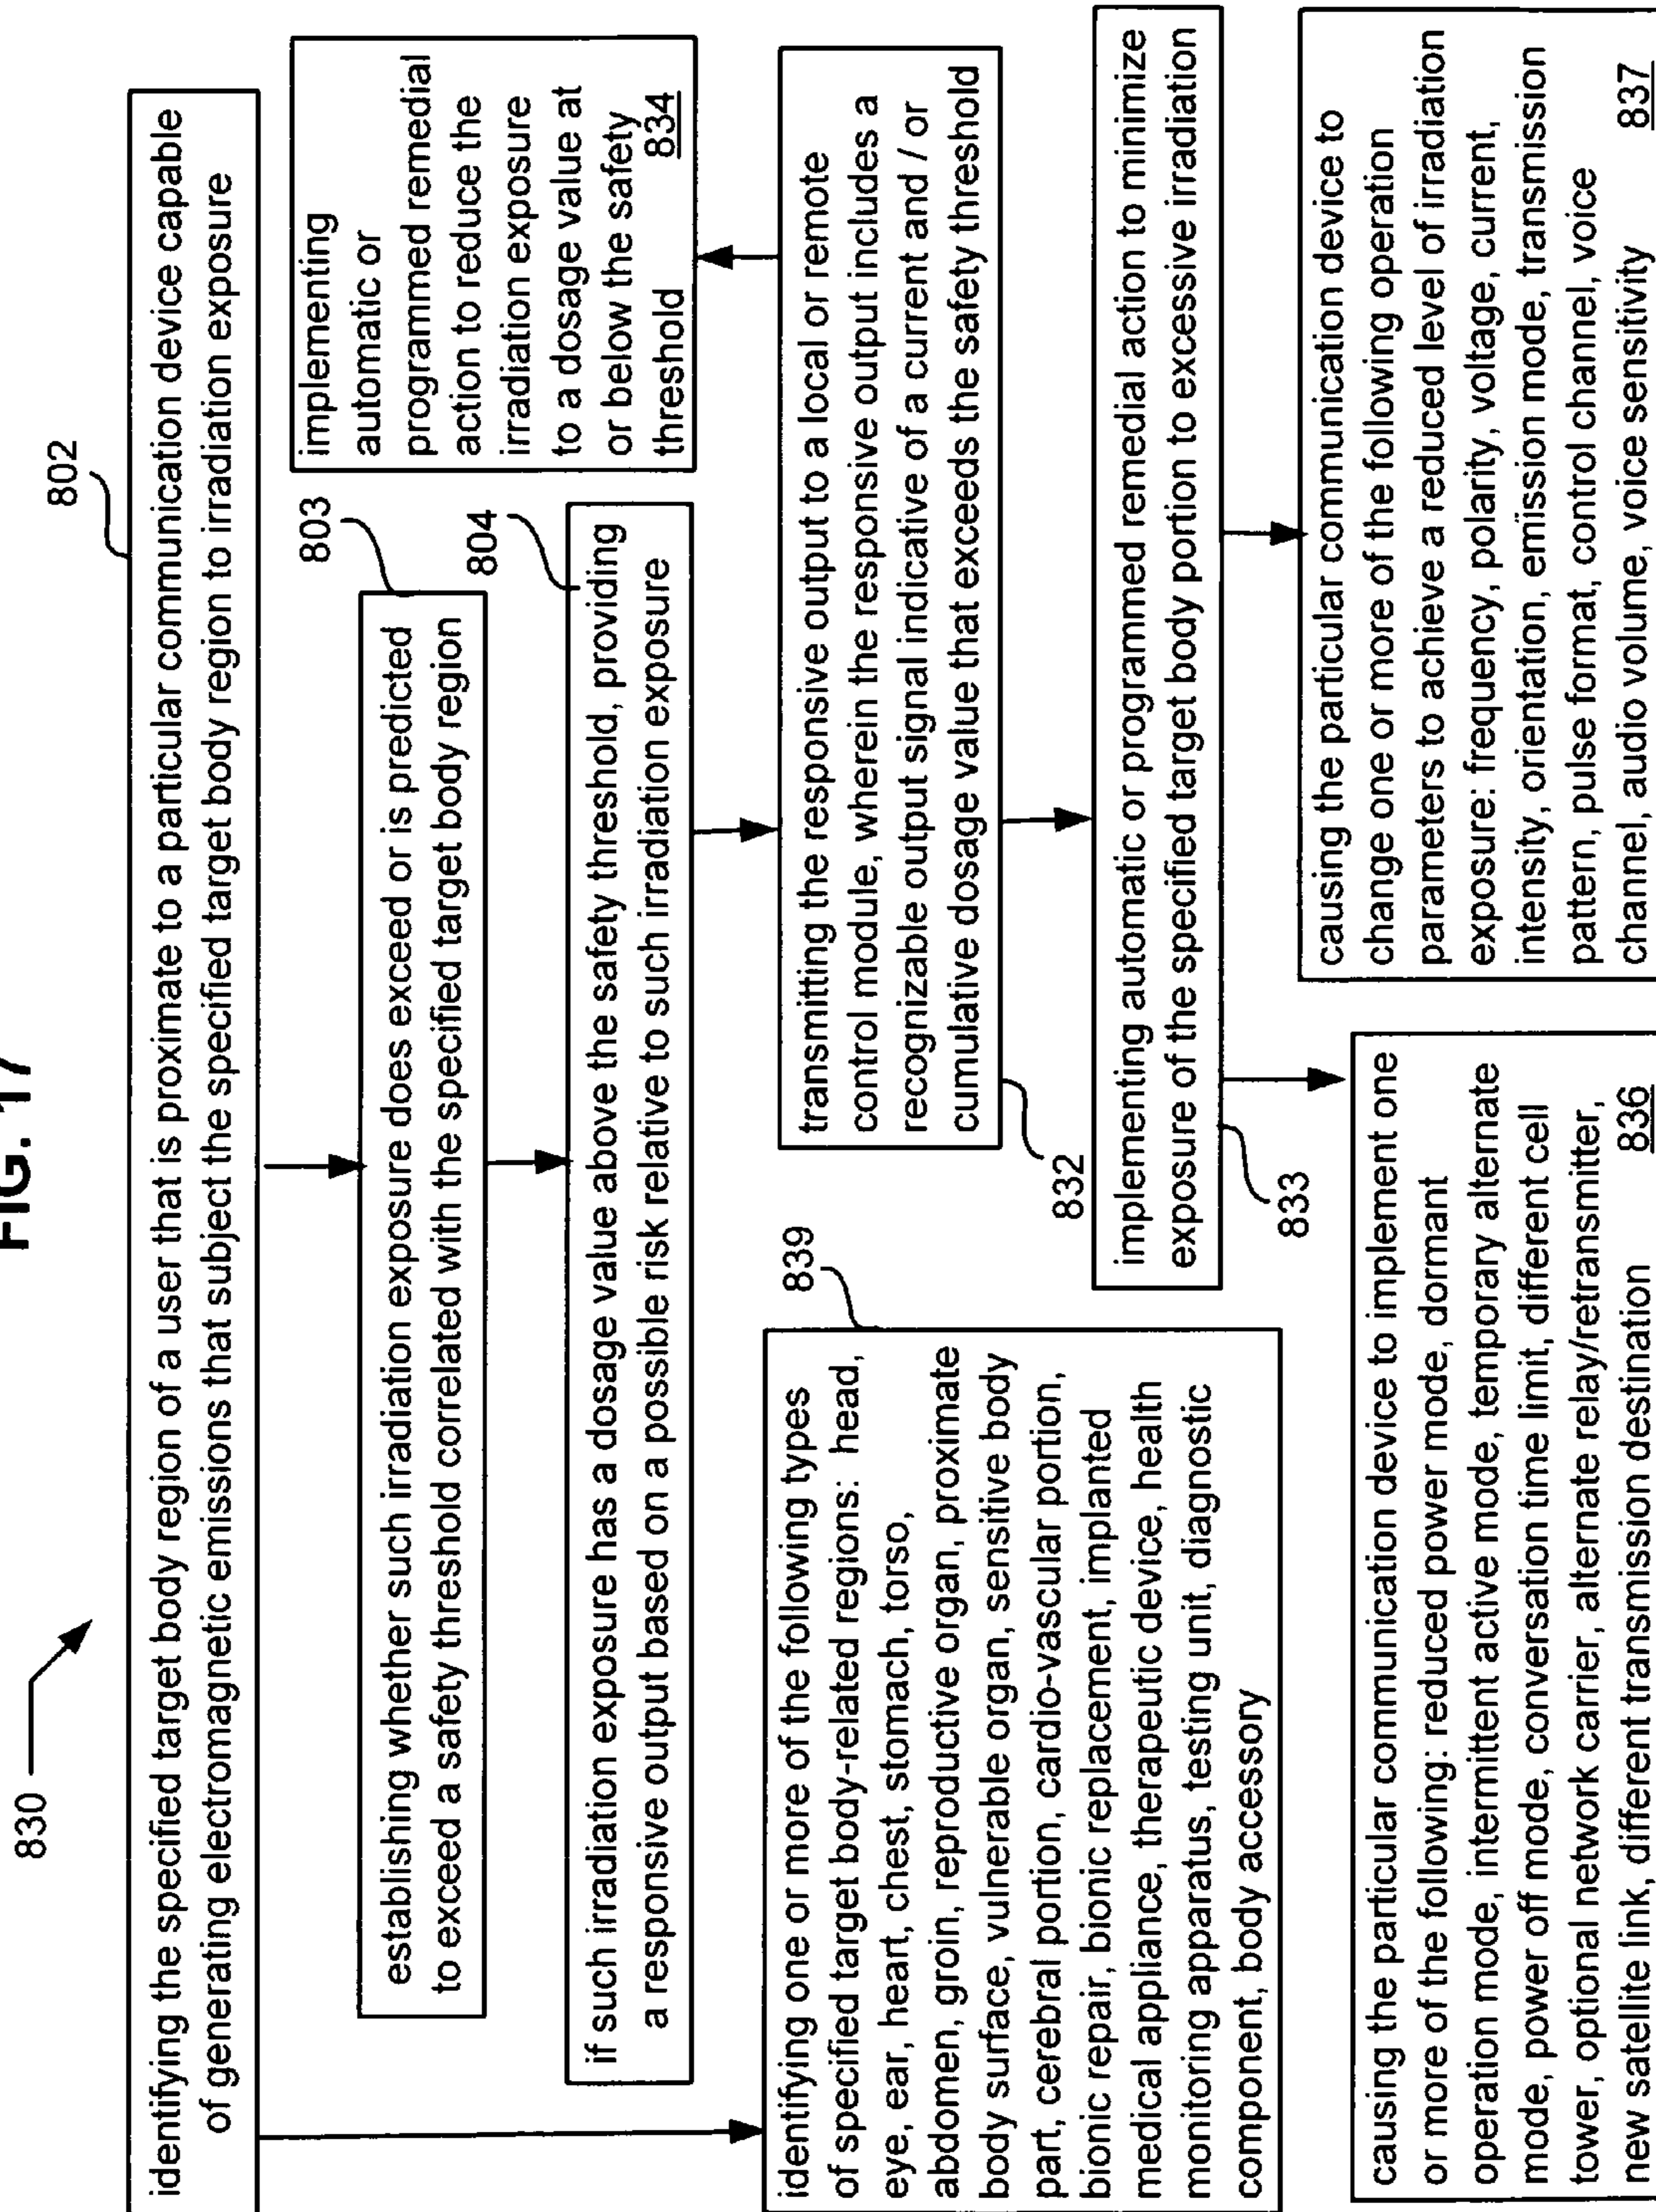 FIG. 17
830
802
identifying the specified target body region of a user that is proximate to a particular communication device capable
of generating electromagnetic emissions that subject the specified target body region to irradiation exposure
803
establishing whether such irradiation exposure does exceed or is predicted
to exceed a safety threshold correlated with the specified target body region
804
if such irradiation exposure has a dosage value above the safety threshold, providing
a responsive output based on a possible risk relative to such irradiation exposure
implementing
automatic or
programmed remedial
action to reduce the
irradiation exposure
to a dosage value at
or below the safety
threshold 834
839
identifying one or more of the following types
of specified target body-related regions: head,
eye, ear, heart, chest, stomach, torso,
abdomen, groin, reproductive organ, proximate
body surface, vulnerable organ, sensitive body
part, cerebral portion, cardio-vascular portion,
bionic repair, bionic replacement, implanted
medical appliance, therapeutic device, health
monitoring apparatus, testing unit, diagnostic
component, body accessory
transmitting the responsive output to a local or remote
control module, wherein the responsive output includes a
recognizable output signal indicative of a current and / or
cumulative dosage value that exceeds the safety threshold
832
implementing automatic or programmed remedial action to minimize
exposure of the specified target body portion to excessive irradiation
833
causing the particular communication device to implement one
or more of the following: reduced power mode, dormant
operation mode, intermittent active mode, temporary alternate
mode, power off mode, conversation time limit, different cell
tower, optional network carrier, alternate relay/retransmitter,
new satellite link, different transmission destination 836
causing the particular communication device to
change one or more of the following operation
parameters to achieve a reduced level of irradiation
exposure: frequency, polarity, voltage, current,
intensity, orientation, emission mode, transmission
pattern, pulse format, control channel, voice
channel, audio volume, voice sensitivity 837